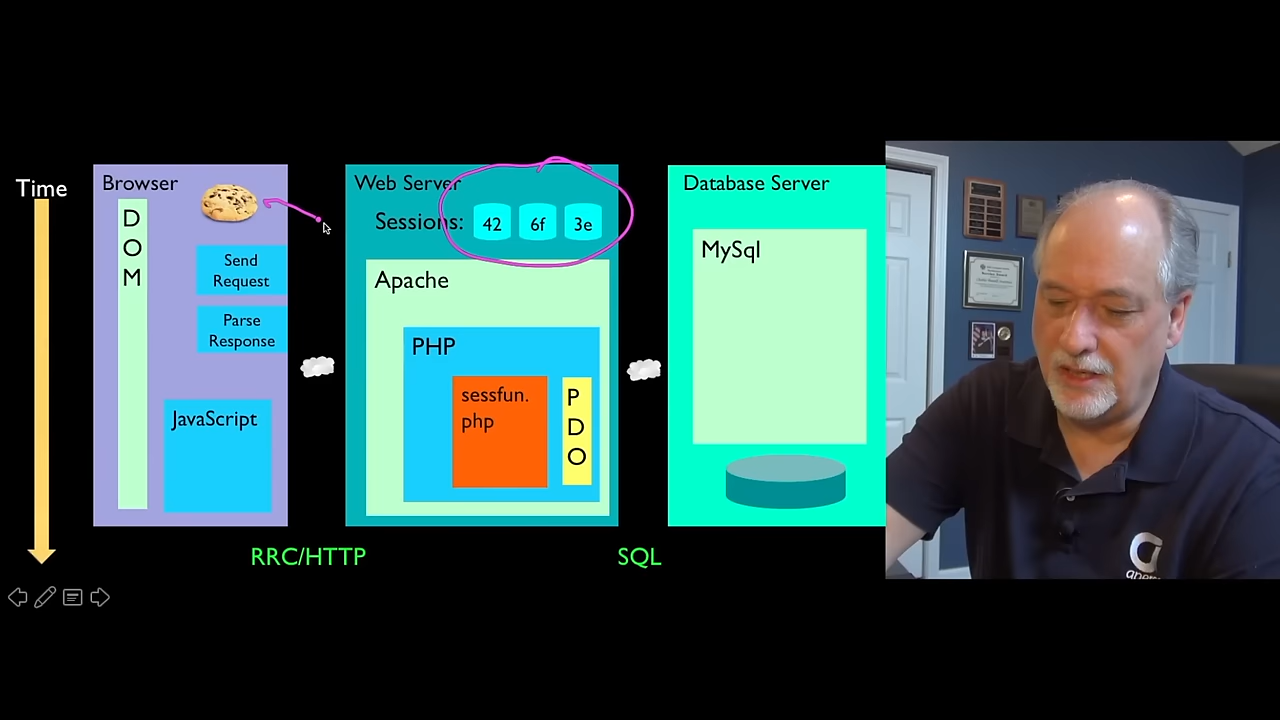 Time
Browser
D
O
M
Send
Request
Parse
Response
JavaScript
Web Server
Sessions: 42 6f 3e
Apache
PHP
sessfun.
php
P
D
O
Database Server
MySql
RRC/HTTP
SQL